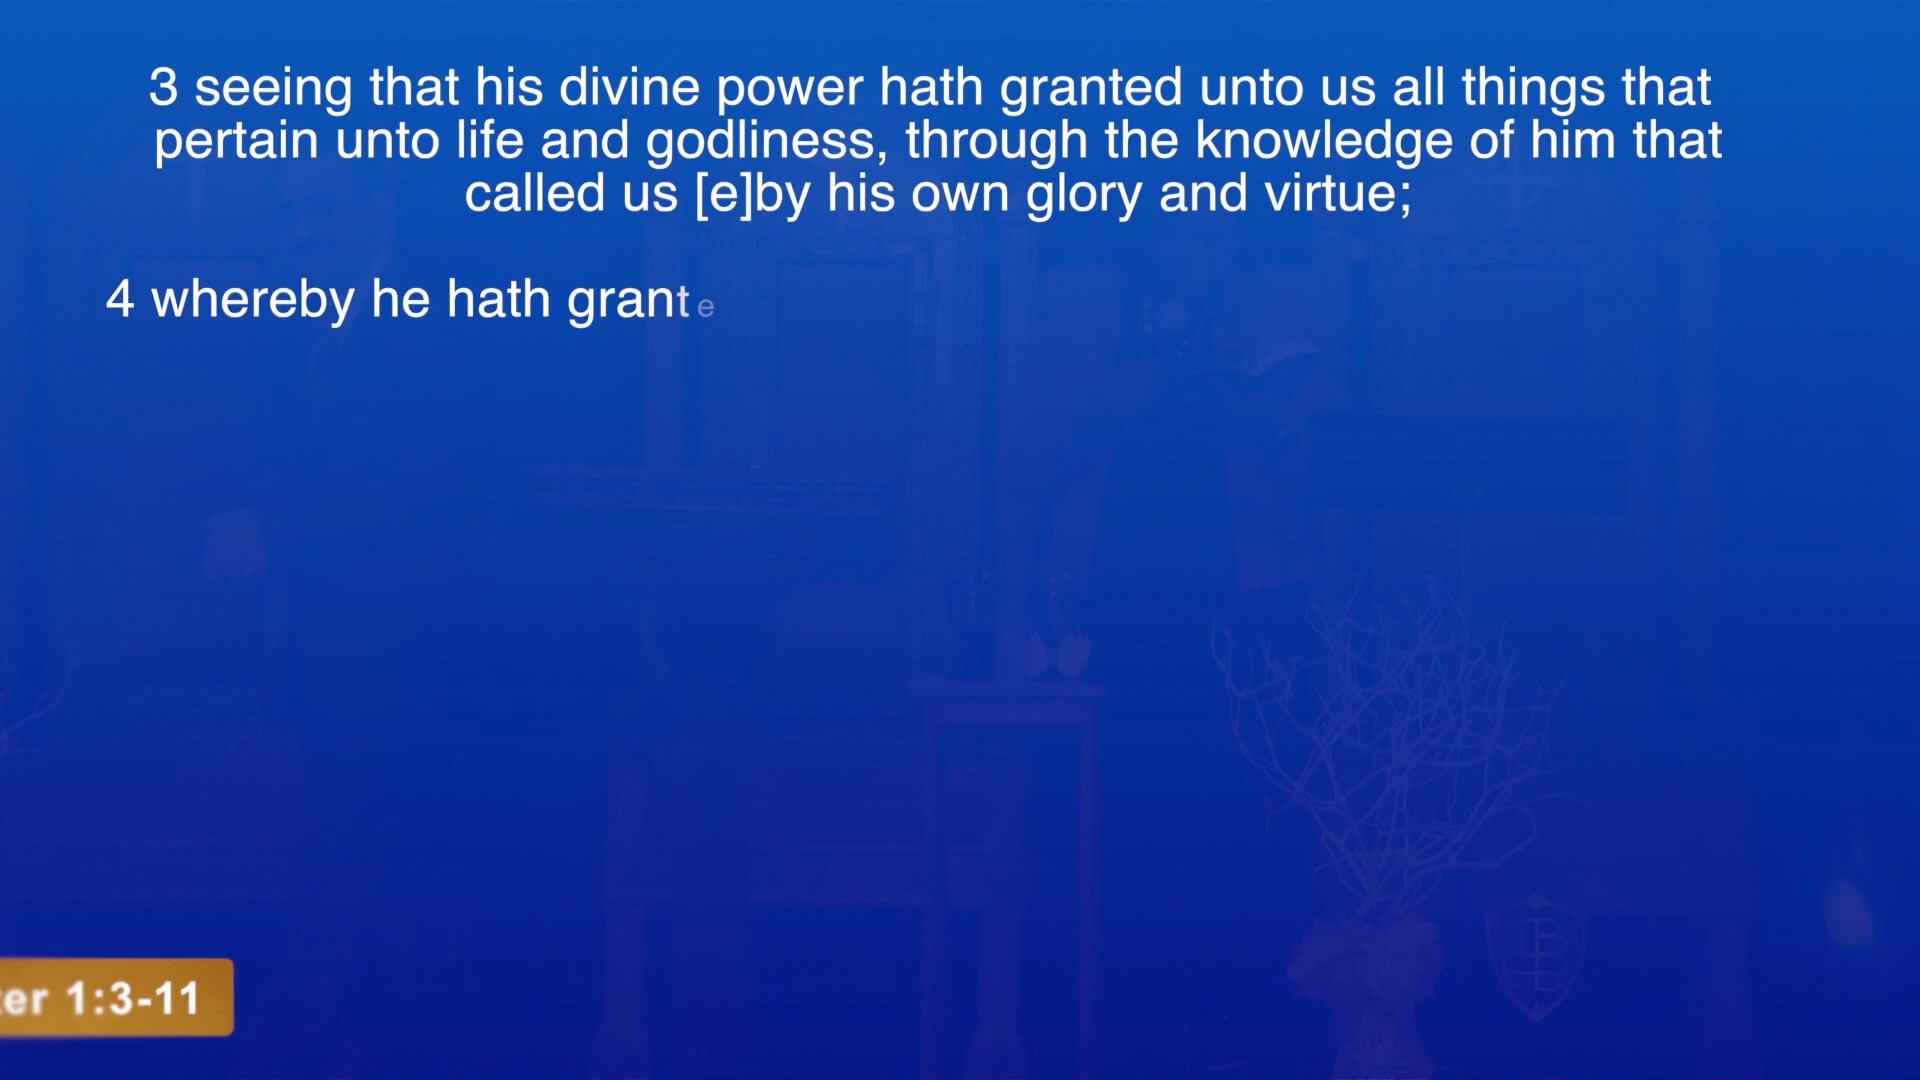 3 seeing that his divine power hath granted unto us all things that
pertain unto life and godliness, through the knowledge of him that
called us [e]by his own glory and virtue;
4 whereby he hath grante
ter 1:3-11